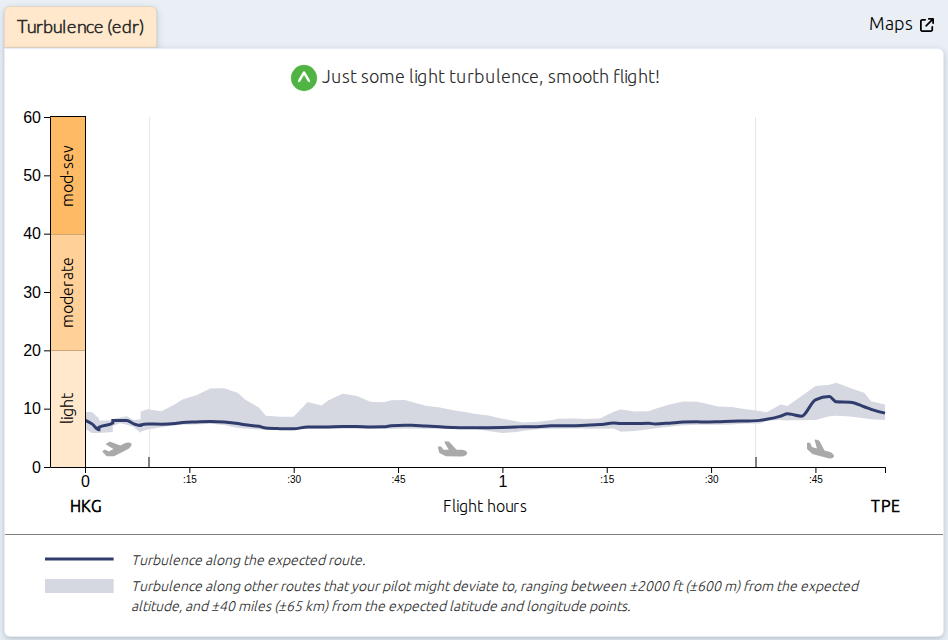 Turbulence (edr)
Maps
Just some light turbulence, smooth flight!
60
50
40
30
20
10
0
mod-sev
moderate
light
0 :15 :30 :45 1 :15 :30 :45
HKG Flight hours TPE
Turbulence along the expected route.
Turbulence along other routes that your pilot might deviate to, ranging between ±2000 ft (±600 m) from the expected
altitude, and ±40 miles (±65 km) from the expected latitude and longitude points.